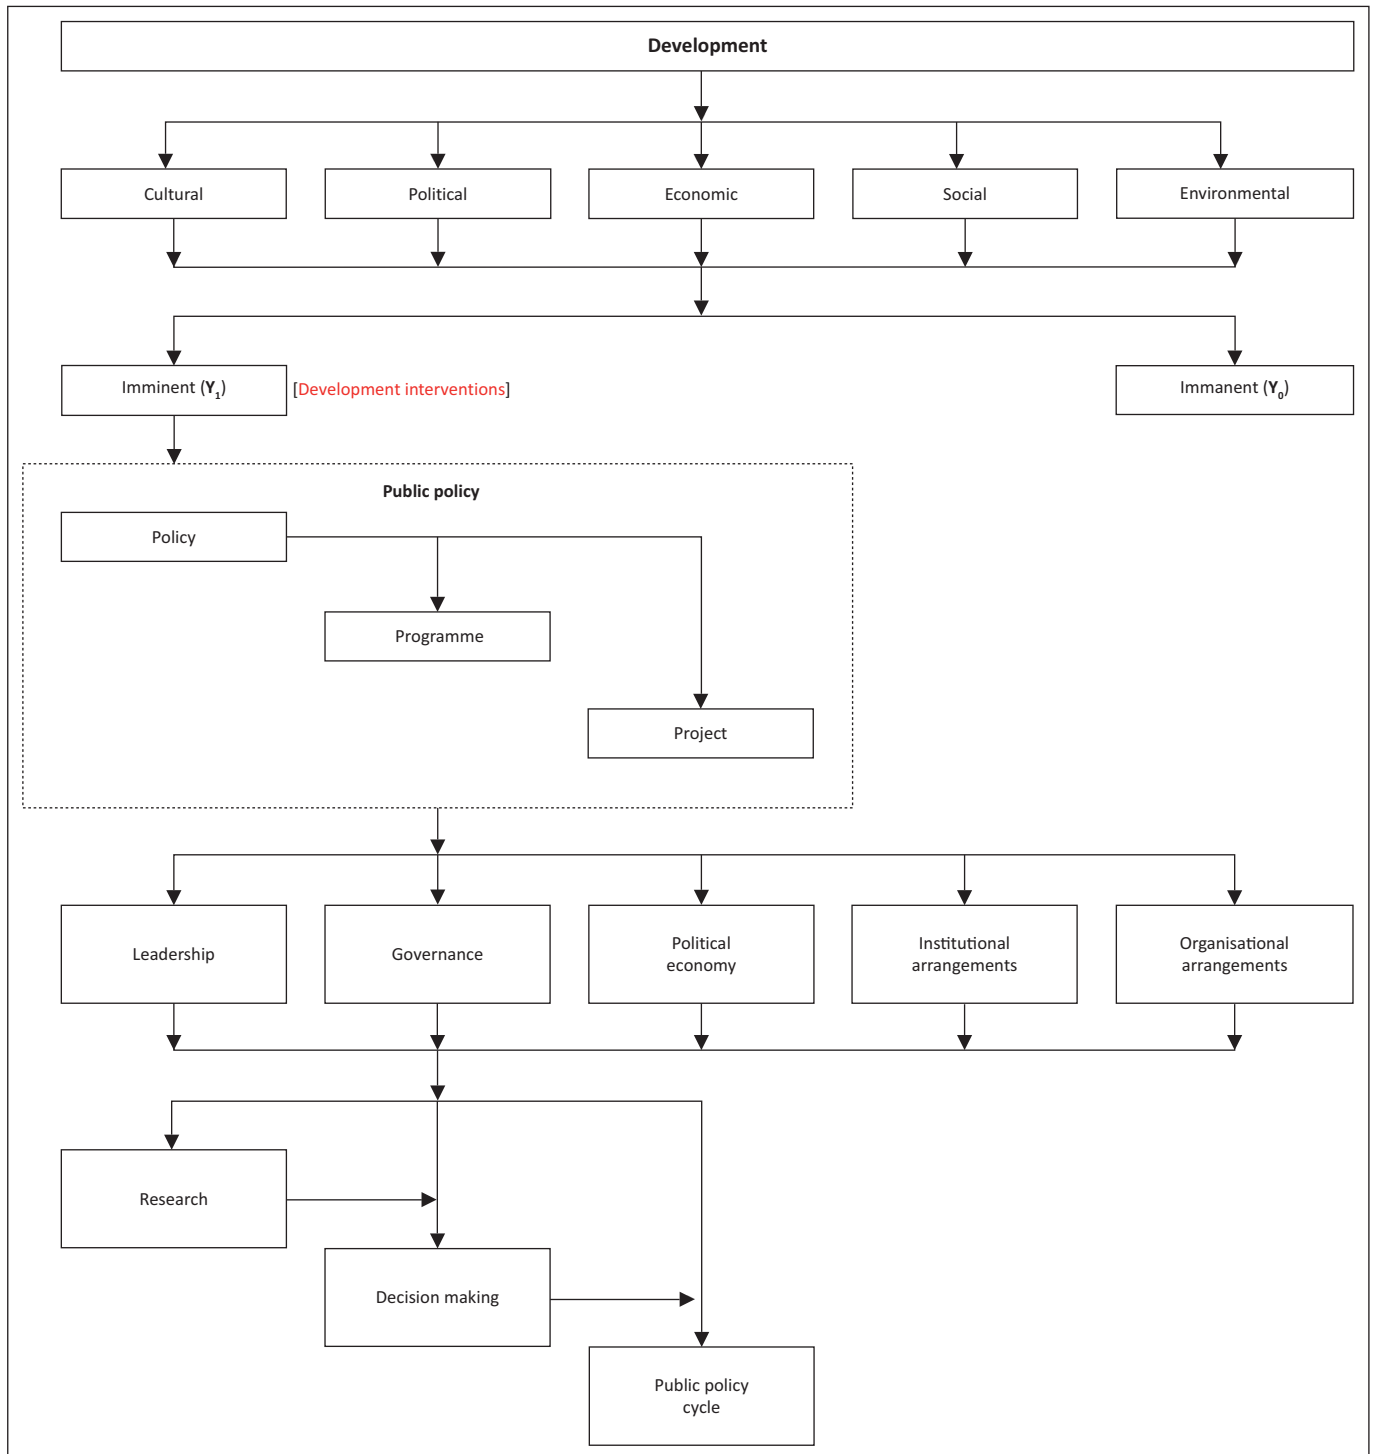 Development
Cultural
Political
Economic
Social
Environmental
Imminent (Y₁)
[Development interventions]
Immanent (Y₀)
Public policy
Policy
Programme
Project
Leadership
Governance
Political
economy
Institutional
arrangements
Organisational
arrangements
Research
Decision making
Public policy
cycle